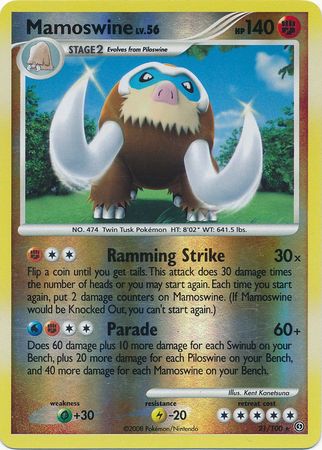 Mamoswine LV.56 HP 140
STAGE2 Evolves from Piloswine
NO. 474 Twin Tusk Pokémon HT: 8'02" WT: 641.5 lbs.
Ramming Strike 30x
Flip a coin until you get tails. This attack does 30 damage times
the number of heads or you may start again. Each time you
start again, put 2 damage counters on Mamoswine. (If Mamoswine
would be Knocked Out, you can't start again.)
Parade 60+
Does 60 damage plus 10 more damage for each Swinub on your
Bench, plus 20 more damage for each Piloswine on your Bench,
and 40 more damage for each Mamoswine on your Bench.
Illus. Kent Kanetsuna
weakness resistance retreat cost
+30 -20
©2008 Pokémon/Nintendo 21/100 ★